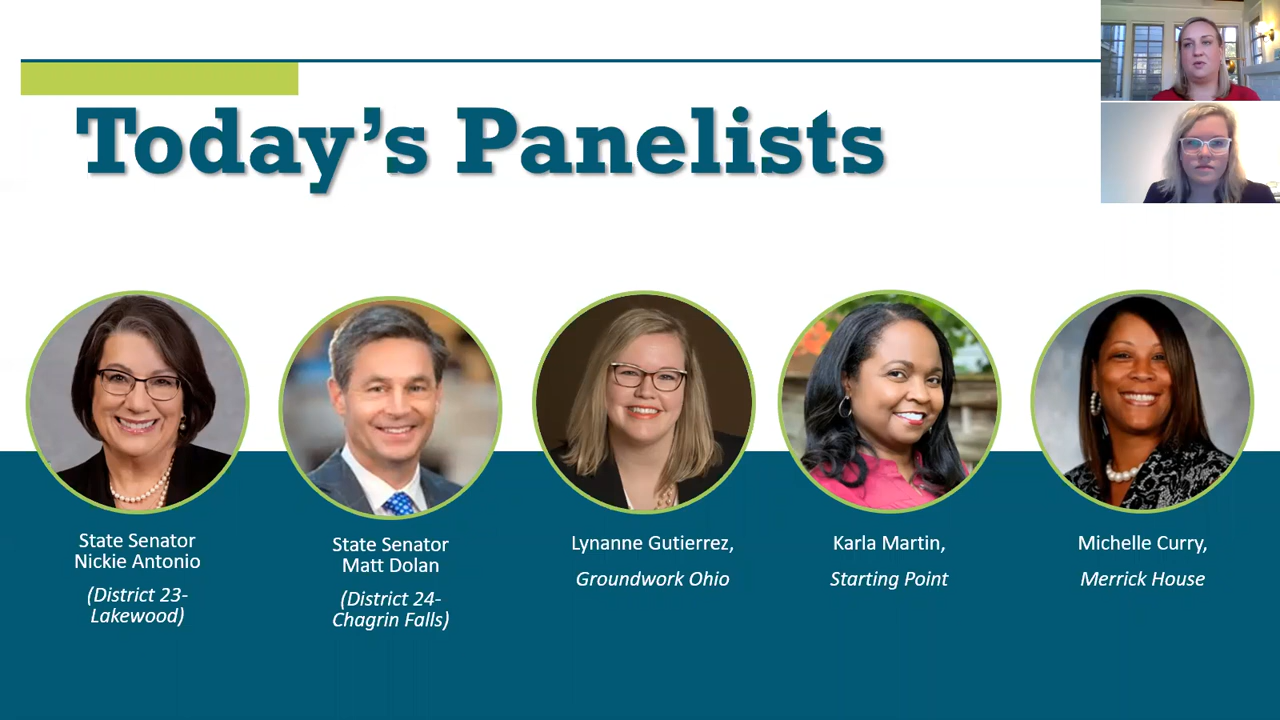 Today's Panelists
State Senator
Nickie Antonio
(District 23-
Lakewood)
State Senator
Matt Dolan
(District 24-
Chagrin Falls)
Lynanne Gutierrez,
Groundwork Ohio
Karla Martin,
Starting Point
Michelle Curry,
Merrick House